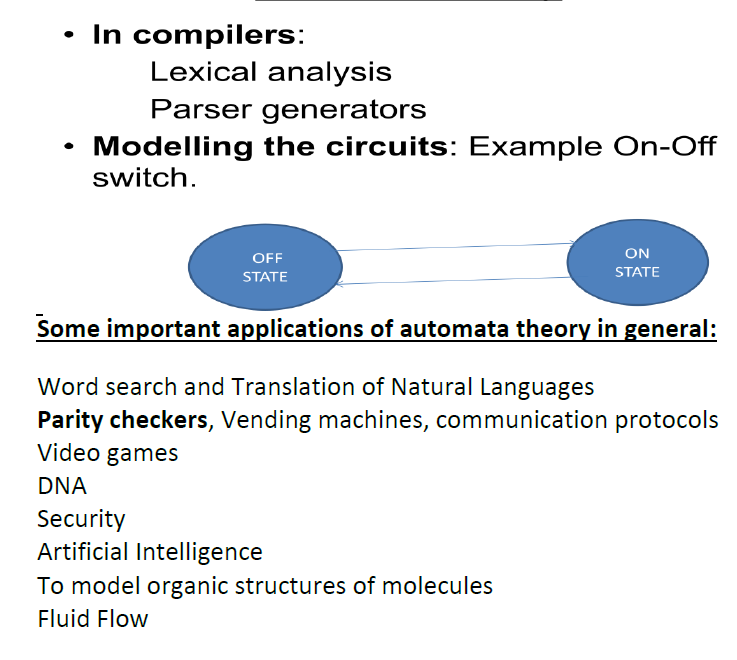 • In compilers:
Lexical analysis
Parser generators
• Modelling the circuits: Example On-Off
switch.
OFF
STATE
ON
STATE
Some important applications of automata theory in general:
Word search and Translation of Natural Languages
Parity checkers, Vending machines, communication protocols
Video games
DNA
Security
Artificial Intelligence
To model organic structures of molecules
Fluid Flow